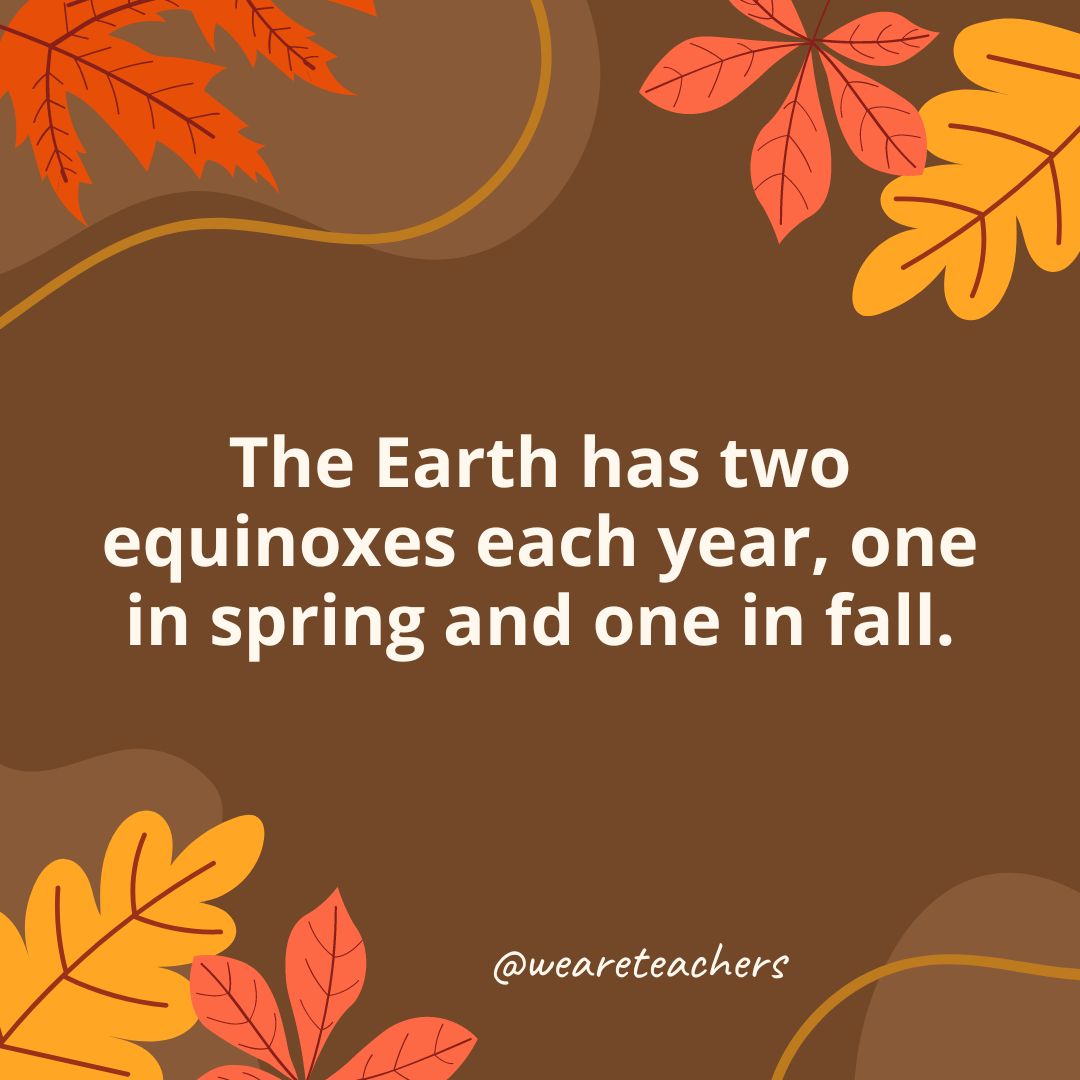 The Earth has two
equinoxes each year, one
in spring and one in fall.
@weareteachers